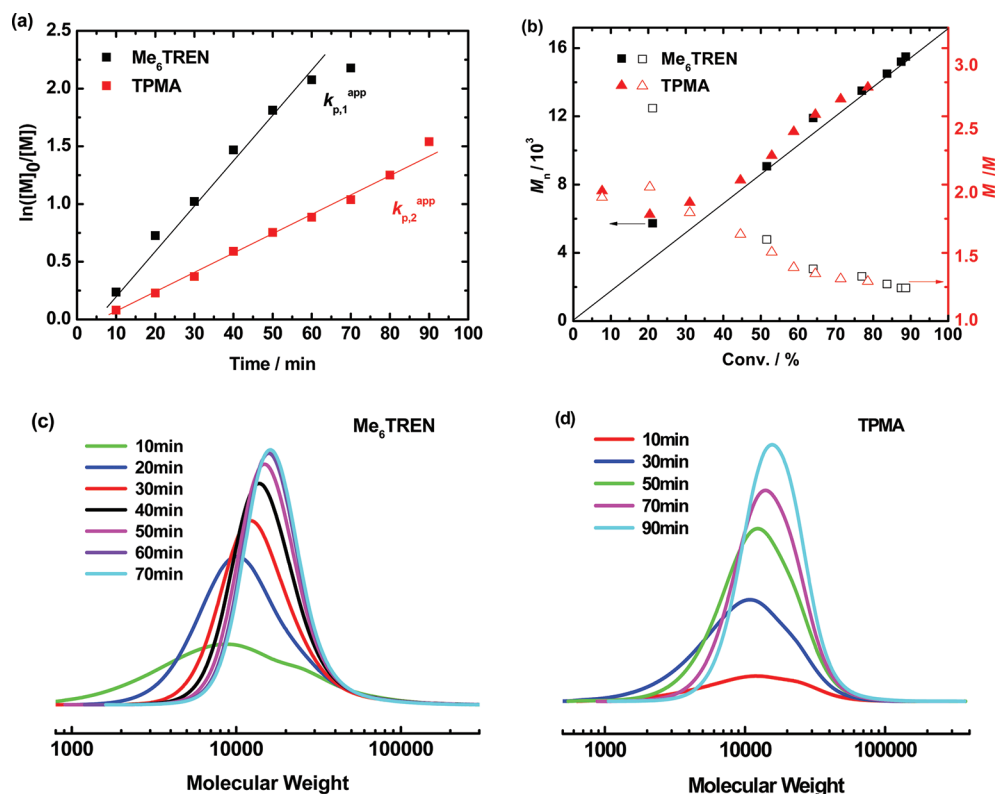 (a)
2.5
2.0
1.5
1.0
0.5
0.0
ln([M]₀/[M])
Me₆TREN
TPMA
kₚ,₁ᵃᵖᵖ
kₚ,₂ᵃᵖᵖ
0 10 20 30 40 50 60 70 80 90 100
Time / min
(b)
16
12
8
4
0
Mₙ / 10³
Me₆TREN
TPMA
3.0
2.5
2.0
1.5
1.0
M /M
0 10 20 30 40 50 60 70 80 90 100
Conv. / %
(c)
Me₆TREN
10min
20min
30min
40min
50min
60min
70min
1000 10000 100000
Molecular Weight
(d)
TPMA
10min
30min
50min
70min
90min
1000 10000 100000
Molecular Weight